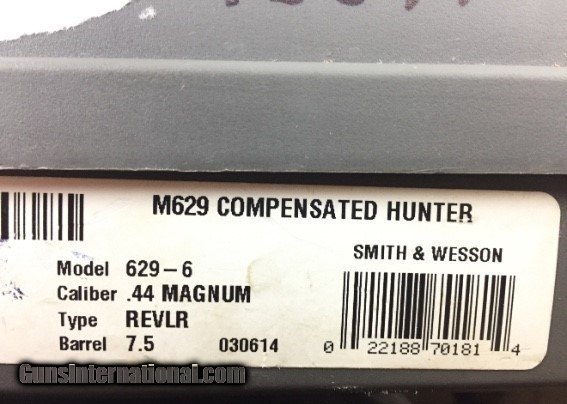 M629 COMPENSATED HUNTER
SMITH & WESSON
Model 629-6
Caliber .44 MAGNUM
Type REVLR
Barrel 7.5 030614
0 22188 70181 4
GunsInternational.com